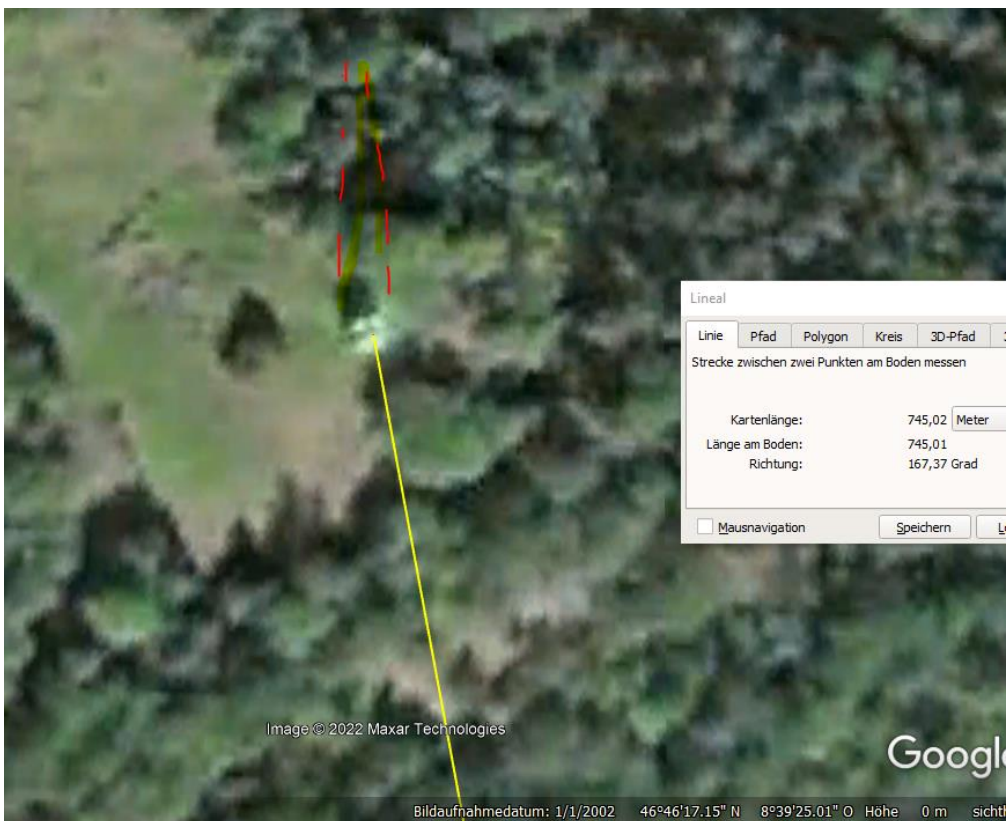 Lineal
Linie Pfad Polygon Kreis 3D-Pfad
Strecke zwischen zwei Punkten am Boden messen
Kartenlänge: 745,02 Meter
Länge am Boden: 745,01
Richtung: 167,37 Grad
Mausnavigation Speichern
Image © 2022 Maxar Technologies
Google
Bildaufnahmedatum: 1/1/2002 46°46'17.15" N 8°39'25.01" O Höhe 0 m